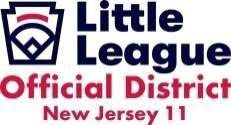 Little
League
Official District
New Jersey 11